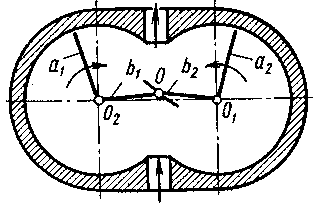 a₁
b₁
O
b₂
a₂
O₂
O₁